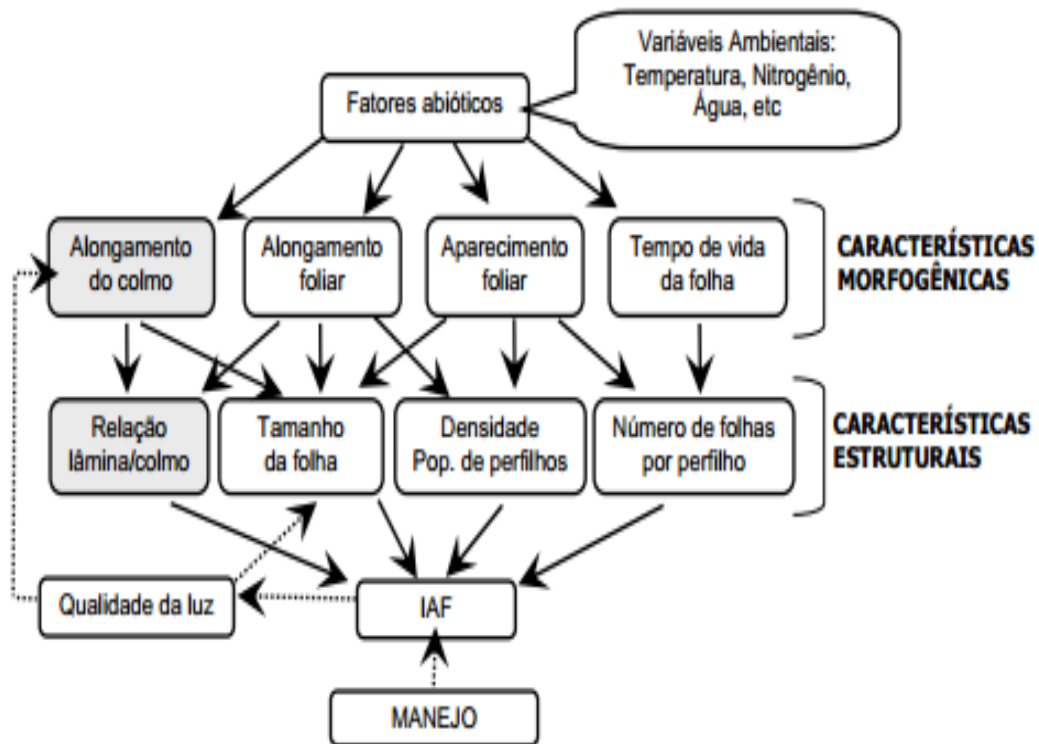 Variáveis Ambientais:
Temperatura, Nitrogênio,
Água, etc
Fatores abióticos
Alongamento
do colmo
Alongamento
foliar
Aparecimento
foliar
Tempo de vida
da folha
CARACTERÍSTICAS
MORFOGÊNICAS
Relação
lâmina/colmo
Tamanho
da folha
Densidade
Pop. de perfilhos
Número de folhas
por perfilho
CARACTERÍSTICAS
ESTRUTURAIS
Qualidade da luz
IAF
MANEJO